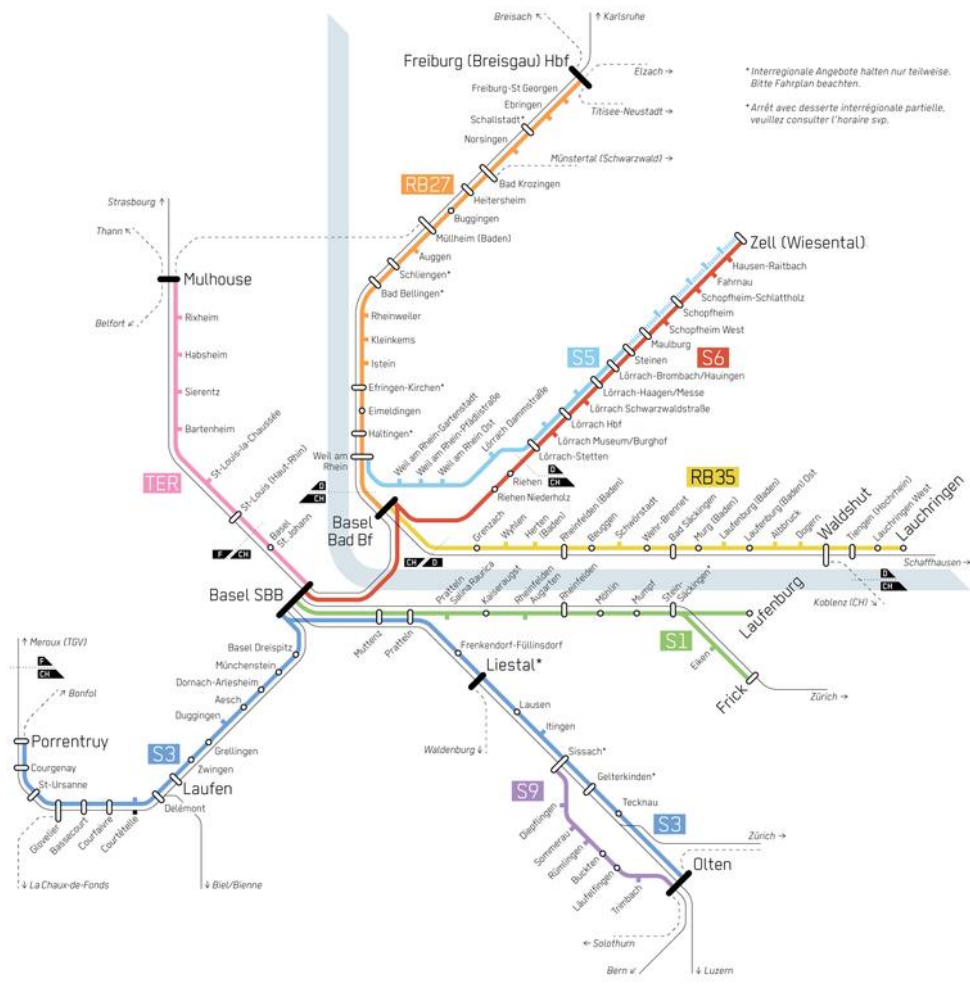 Breisach ↖
↑ Karlsruhe
Freiburg (Breisgau) Hbf
Elzach →
Titisee-Neustadt →
* Interregionale Angebote halten nur teilweise.
Bitte Fahrplan beachten.
* Arrêt avec desserte interrégionale partielle,
veuillez consulter l'horaire svp.
Freiburg-St Georgen
Ebringen
Schallstadt*
Norsingen
Münstertal (Schwarzwald) →
Bad Krozingen
RB27
Heitersheim
Buggingen
Müllheim (Baden)
Auggen
Schliengen*
Bad Bellingen*
Rheinweiler
Kleinkems
Istein
Efringen-Kirchen*
Eimeldingen
Haltingen*
Weil am
Rhein
Strasbourg ↑
Thann ↖
Mulhouse
Belfort ↙
Rixheim
Habsheim
Sierentz
Bartenheim
St-Louis-la-Chaussée
TER
St-Louis (Haut-Rhin)
Basel
St Johann
F / CH
Zell (Wiesental)
Hausen-Raitbach
Fahrnau
Schopfheim-Schlattholz
Schopfheim
Schopfheim West
Maulburg
Steinen
S5
S6
Lörrach-Brombach/Hauingen
Lörrach-Haagen/Messe
Lörrach Schwarzwaldstraße
Lörrach Hbf
Lörrach Museum/Burghof
Lörrach-Stetten
Lörrach Dammstraße
Weil am Rhein Ost
Weil am Rhein-Pfädlistraße
Weil am Rhein-Gartenstadt
Riehen
Riehen Niederholz
D
CH
D
CH
Basel
Bad Bf
CH / D
RB35
Grenzach
Wyhlen
Herten
(Baden)
Rheinfelden (Baden)
Beuggen
Schwörstadt
Wehr-Brennet
Bad Säckingen
Murg (Baden)
Laufenburg (Baden)
Laufenburg (Baden) Ost
Albbruck
Dogern
Waldshut
Tiengen (Hochrhein)
Lauchringen West
Lauchringen
Schaffhausen →
D
CH
Koblenz (CH) ↘
Basel SBB
Muttenz
Pratteln
Pratteln
Salina Raurica
Kaiseraugst
Rheinfelden
Augarten
Rheinfelden
Möhlin
Mumpf
Stein-
Säckingen*
Laufenburg
S1
Eiken
Frick
Zürich →
Basel Dreispitz
Münchenstein
Dornach-Arlesheim
Aesch
Duggingen
Grellingen
Zwingen
S3
Laufen
Delémont
Courtételle
Courfaivre
Bassecourt
Glovelier
St-Ursanne
Courgenay
Porrentruy
↑ Meroux (TGV)
F
CH
↗ Bonfol
↓ La Chaux-de-Fonds
↓ Biel/Bienne
Frenkendorf-Füllinsdorf
Liestal*
Waldenburg ↓
Lausen
Itingen
Sissach*
Gelterkinden*
Tecknau
S3
Zürich →
S9
Diepflingen
Sommerau
Rümlingen
Buckten
Läufelfingen
Trimbach
Olten
← Solothurn
Bern ↙
↓ Luzern